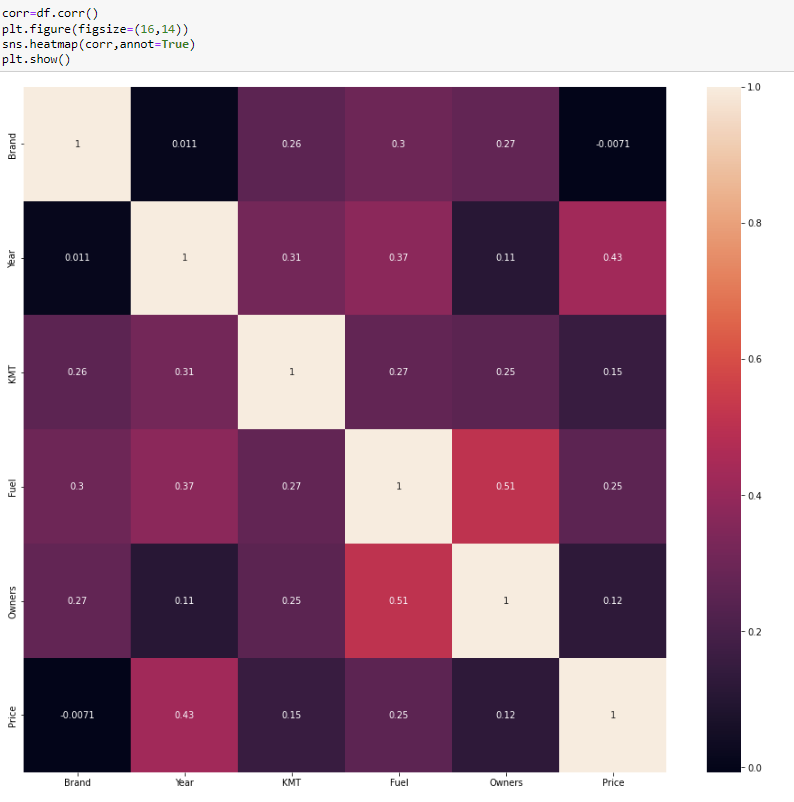 corr=df.corr()
plt.figure(figsize=(16,14))
sns.heatmap(corr,annot=True)
plt.show()
1.0
Brand 1 0.011 0.26 0.3 0.27 -0.0071
0.8
Year 0.011 1 0.31 0.37 0.11 0.43
0.6
KMT 0.26 0.31 1 0.27 0.25 0.15
Fuel 0.3 0.37 0.27 1 0.51 0.25
0.4
Owners 0.27 0.11 0.25 0.51 1 0.12
0.2
Price -0.0071 0.43 0.15 0.25 0.12 1
0.0
Brand Year KMT Fuel Owners Price